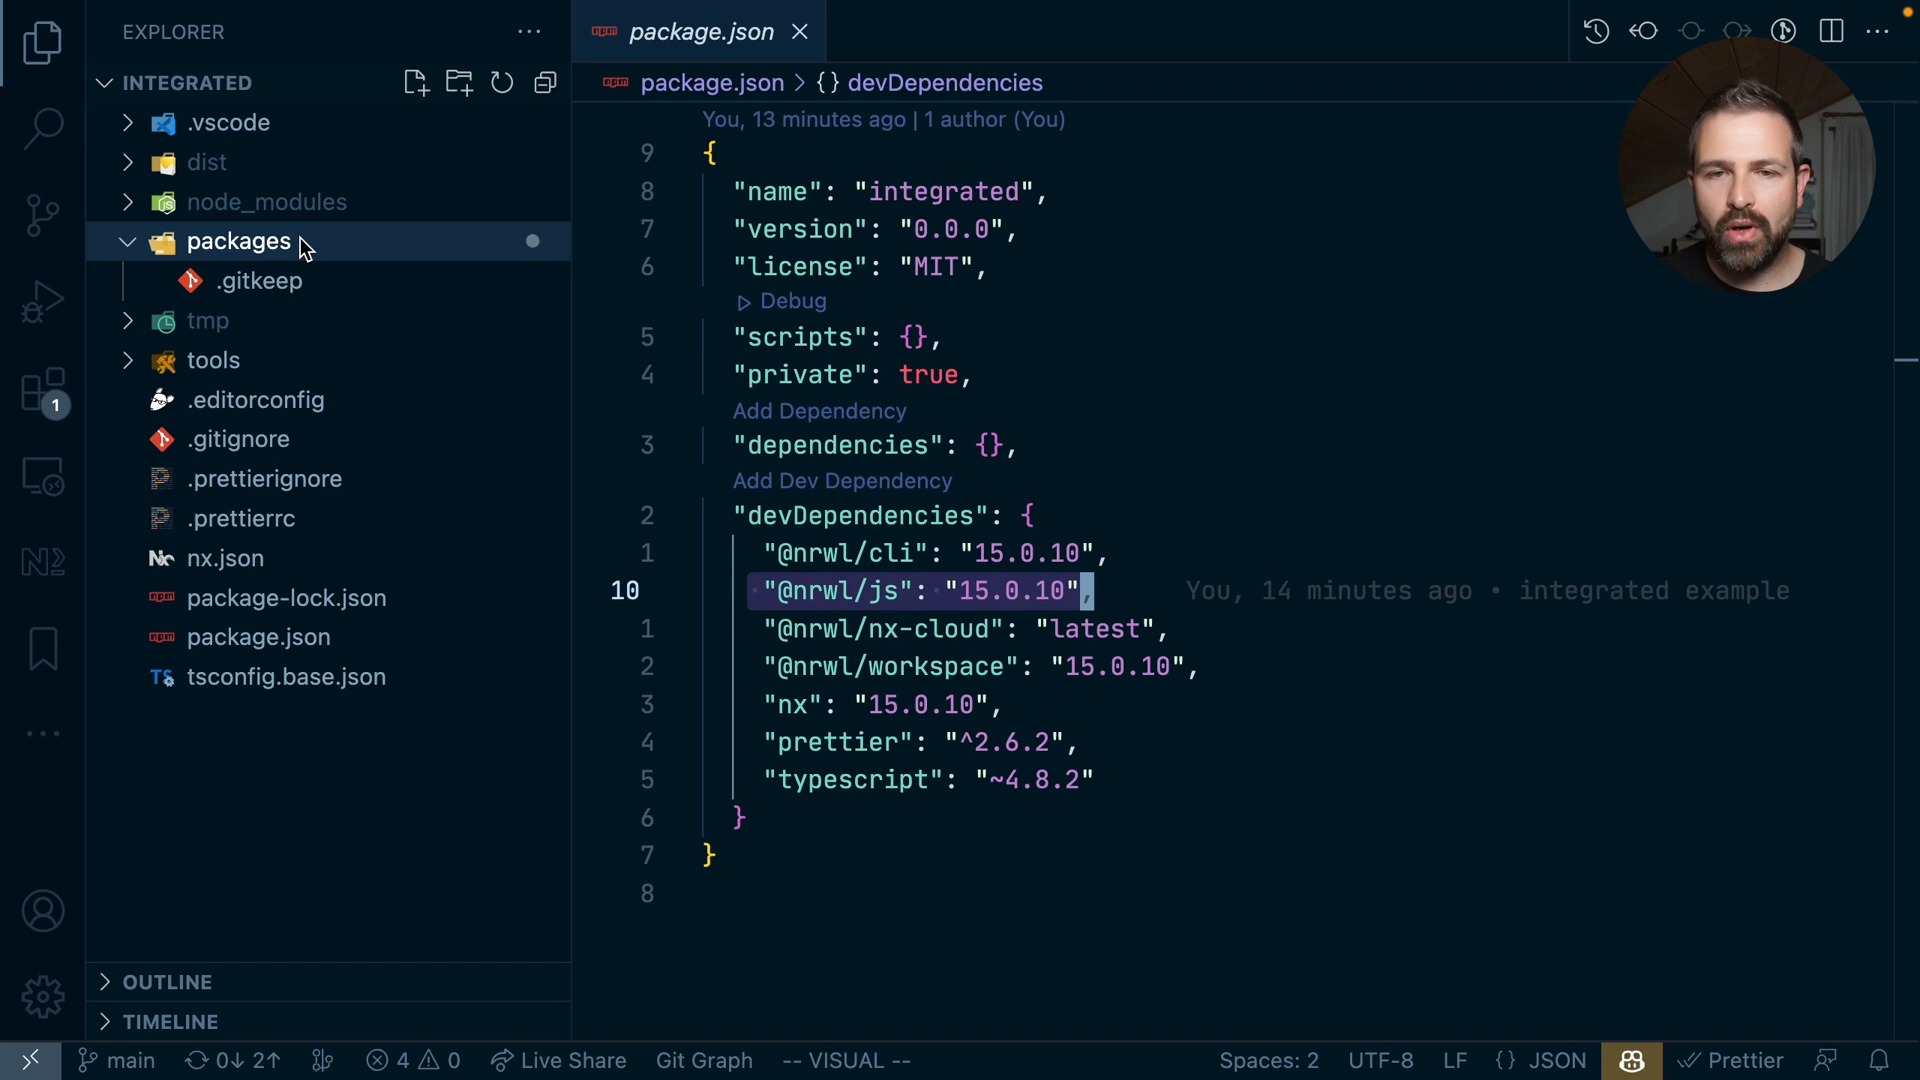 EXPLORER
package.json
INTEGRATED
package.json > {} devDependencies
.vscode
dist
node_modules
packages
.gitkeep
tmp
tools
.editorconfig
.gitignore
.prettierignore
.prettierrc
nx.json
package-lock.json
package.json
TS tsconfig.base.json
1
OUTLINE
TIMELINE
You, 13 minutes ago | 1 author (You)
9 {
8 "name": "integrated",
7 "version": "0.0.0",
6 "license": "MIT",
Debug
5 "scripts": {},
4 "private": true,
Add Dependency
3 "dependencies": {},
Add Dev Dependency
2 "devDependencies": {
1 "@nrwl/cli": "15.0.10",
10 "@nrwl/js": "15.0.10", You, 14 minutes ago • integrated example
1 "@nrwl/nx-cloud": "latest",
2 "@nrwl/workspace": "15.0.10",
3 "nx": "15.0.10",
4 "prettier": "^2.6.2",
5 "typescript": "~4.8.2"
6 }
7 }
8
main 0↓ 2↑ 4 0 Live Share Git Graph -- VISUAL -- Spaces: 2 UTF-8 LF {} JSON Prettier